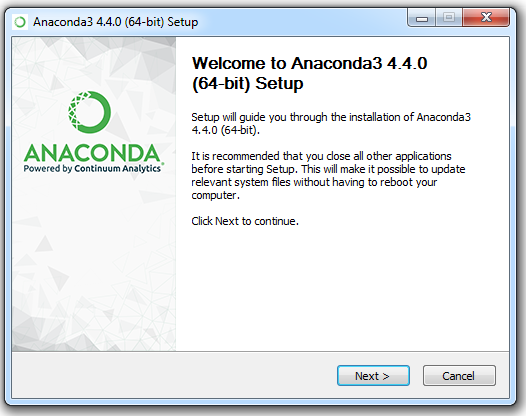 Anaconda3 4.4.0 (64-bit) Setup
ANACONDA
Powered by Continuum Analytics
Welcome to Anaconda3 4.4.0
(64-bit) Setup
Setup will guide you through the installation of Anaconda3
4.4.0 (64-bit).
It is recommended that you close all other applications
before starting Setup. This will make it possible to update
relevant system files without having to reboot your
computer.
Click Next to continue.
Next >
Cancel